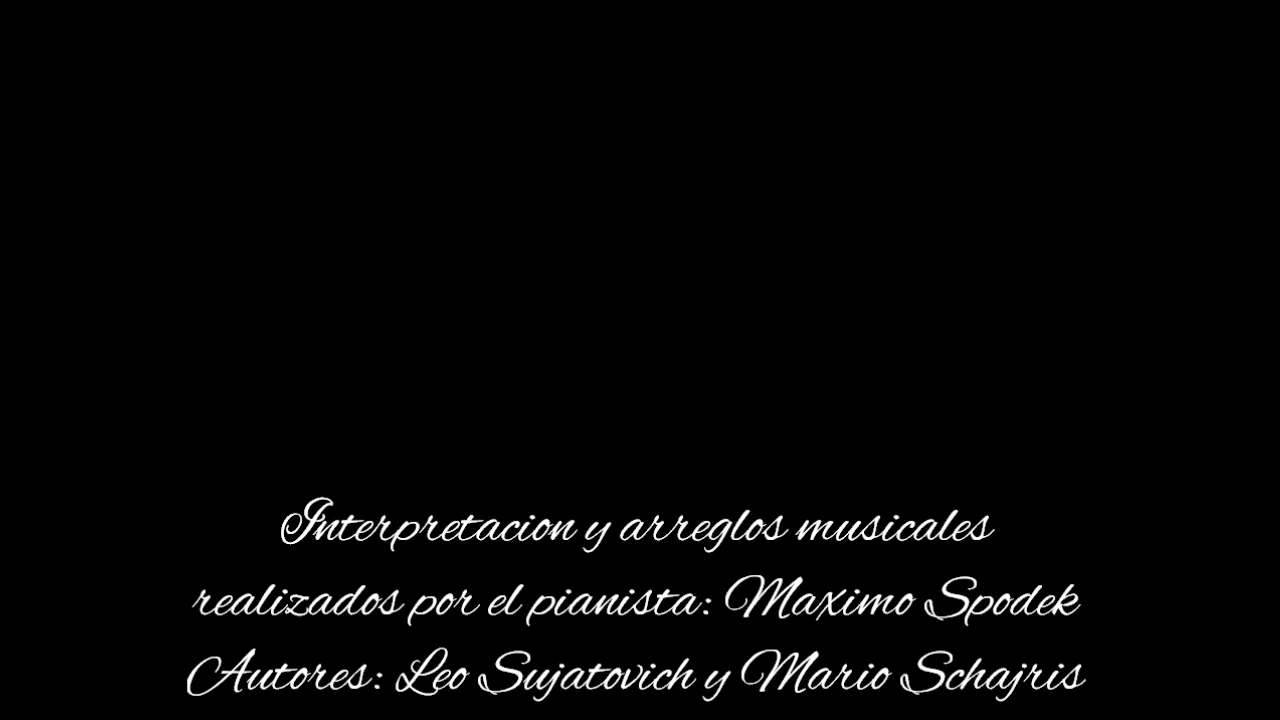 Interpretacion y arreglos musicales
realizados por el pianista: Maximo Spodek
Autores: Leo Sujatovich y Mario Schajris